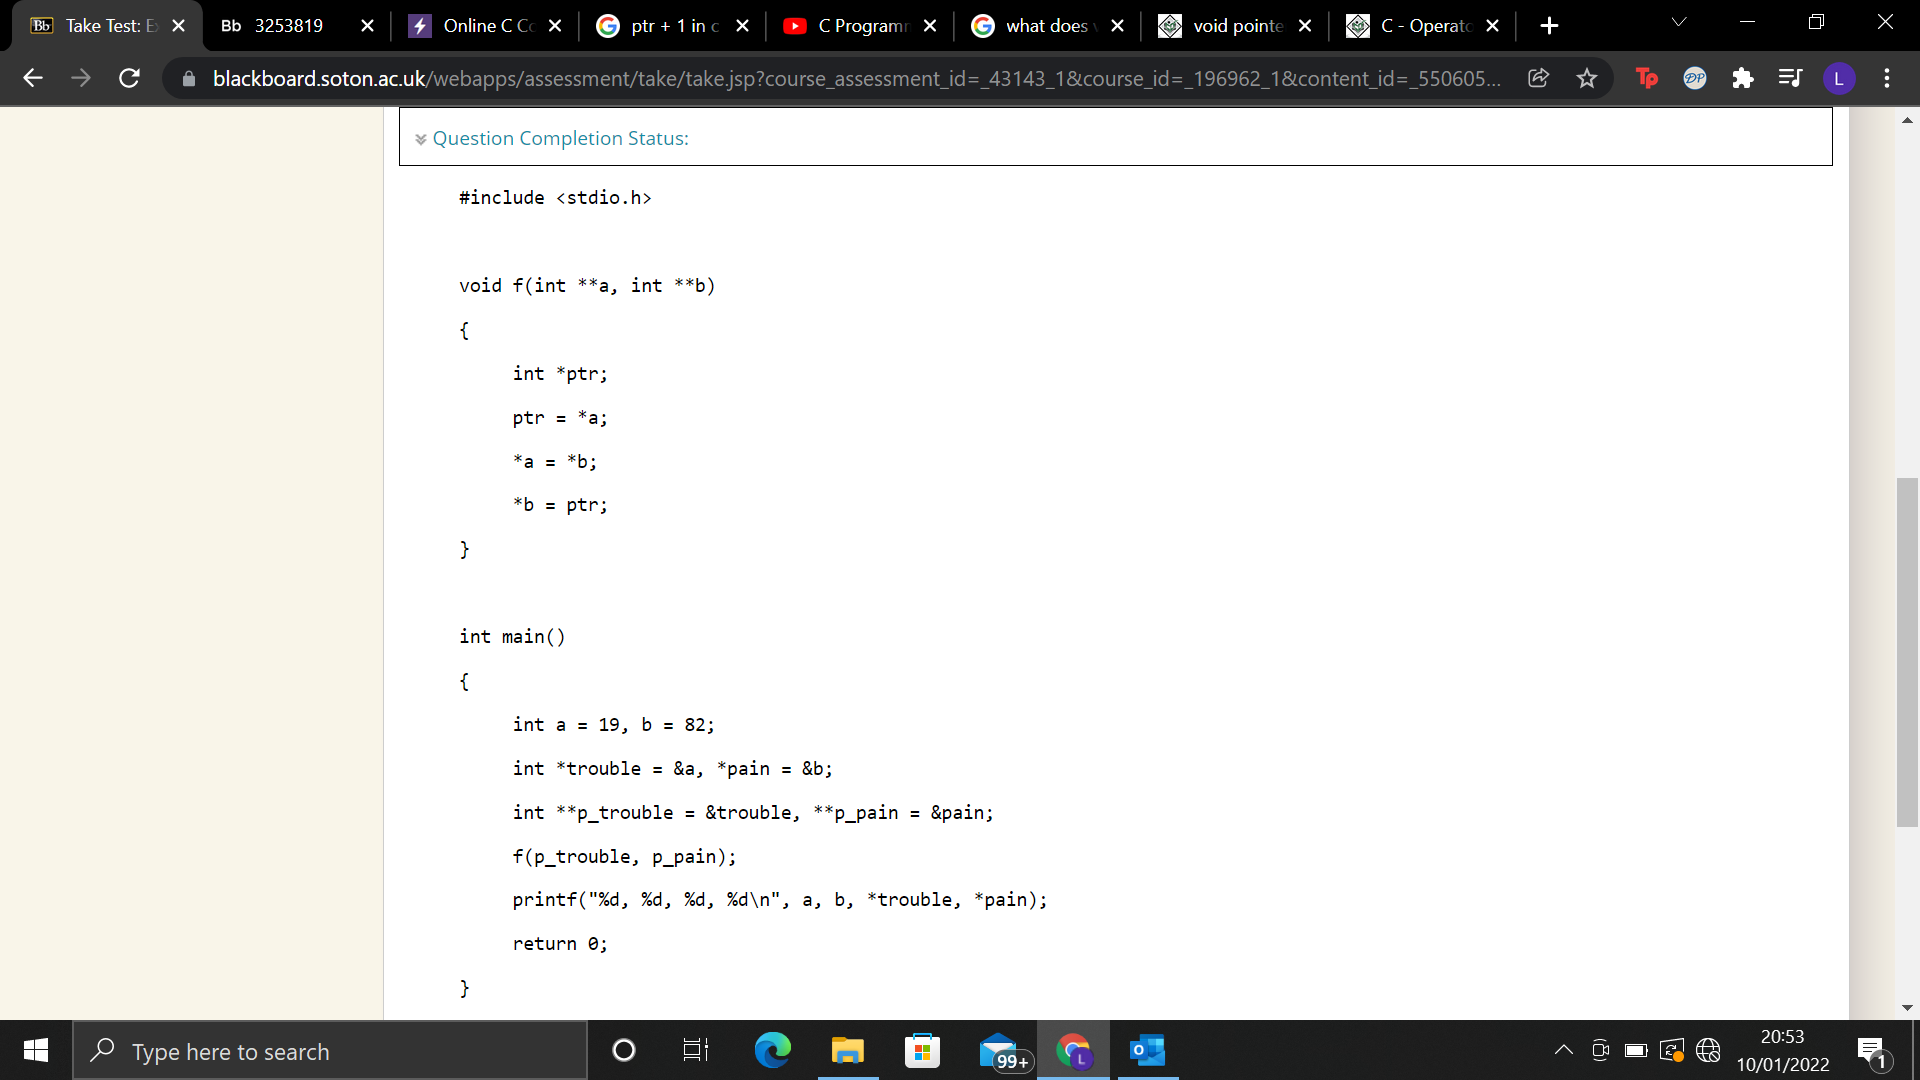 Bb Take Test: E
Bb 3253819
Online C Co
ptr + 1 in c
C Programm
what does v
void pointe
C - Operato
blackboard.soton.ac.uk/webapps/assessment/take/take.jsp?course_assessment_id=_43143_1&course_id=_196962_1&content_id=_550605...
Tp
DP
L
Question Completion Status:
#include <stdio.h>
void f(int **a, int **b)
{
int *ptr;
ptr = *a;
*a = *b;
*b = ptr;
}
int main()
{
int a = 19, b = 82;
int *trouble = &a, *pain = &b;
int **p_trouble = &trouble, **p_pain = &pain;
f(p_trouble, p_pain);
printf("%d, %d, %d, %d\n", a, b, *trouble, *pain);
return 0;
}
Type here to search
99+
L
20:53
10/01/2022
1